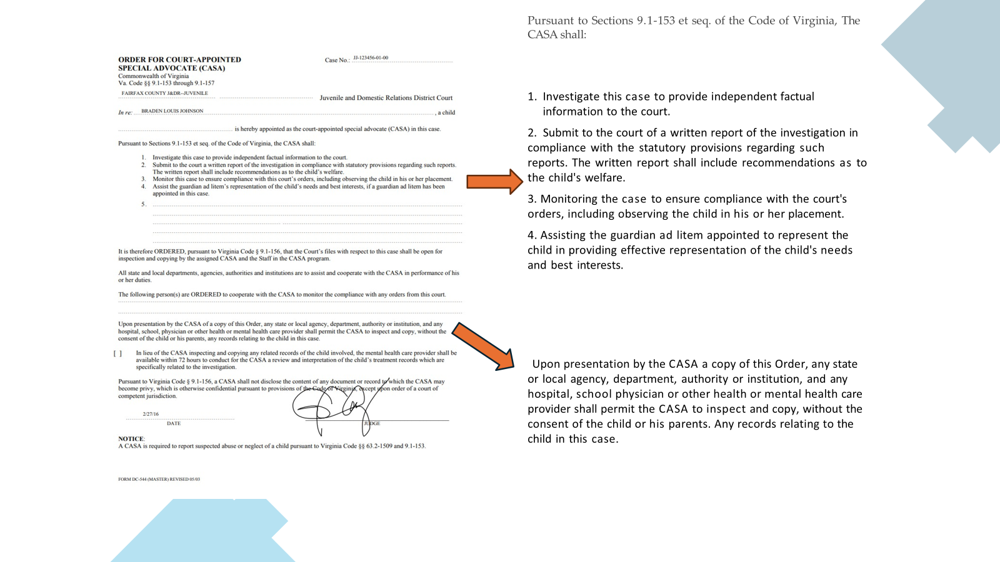 ORDER FOR COURT-APPOINTED
SPECIAL ADVOCATE (CASA)
Commonwealth of Virginia
Va. Code §§ 9.1-153 through 9.1-157
Case No.: JJ-123456-01-00
FAIRFAX COUNTY J&DR--JUVENILE
Juvenile and Domestic Relations District Court
In re: BRADEN LOUIS JOHNSON , a child
is hereby appointed as the court-appointed special advocate (CASA) in this case.
Pursuant to Sections 9.1-153 et seq. of the Code of Virginia, the CASA shall:
1. Investigate this case to provide independent factual information to the court.
2. Submit to the court a written report of the investigation in compliance with statutory provisions regarding such reports.
The written report shall include recommendations as to the child's welfare.
3. Monitor this case to ensure compliance with this court's orders, including observing the child in his or her placement.
4. Assist the guardian ad litem's representation of the child's needs and best interests, if a guardian ad litem has been
appointed in this case.
5.
It is therefore ORDERED, pursuant to Virginia Code § 9.1-156, that the Court's files with respect to this case shall be open for
inspection and copying by the assigned CASA and the Staff in the CASA program.
All state and local departments, agencies, authorities and institutions are to assist and cooperate with the CASA in performance of his
or her duties.
The following person(s) are ORDERED to cooperate with the CASA to monitor the compliance with any orders from this court.
Upon presentation by the CASA of a copy of this Order, any state or local agency, department, authority or institution, and any
hospital, school, physician or other health or mental health care provider shall permit the CASA to inspect and copy, without the
consent of the child or his parents, any records relating to the child in this case.
[ ] In lieu of the CASA inspecting and copying any related records of the child involved, the mental health care provider shall be
available within 72 hours to conduct for the CASA a review and interpretation of the child's treatment records which are
specifically related to the investigation.
Pursuant to Virginia Code § 9.1-156, a CASA shall not disclose the content of any document or record to which the CASA may
become privy, which is otherwise confidential pursuant to provisions of the Code of Virginia, except upon order of a court of
competent jurisdiction.
2/27/16
DATE
JUDGE
NOTICE:
A CASA is required to report suspected abuse or neglect of a child pursuant to Virginia Code §§ 63.2-1509 and 9.1-153.
FORM DC-544 (MASTER) REVISED 05/03
Pursuant to Sections 9.1-153 et seq. of the Code of Virginia, The
CASA shall:
1. Investigate this case to provide independent factual
information to the court.
2. Submit to the court of a written report of the investigation in
compliance with the statutory provisions regarding such
reports. The written report shall include recommendations as to
the child's welfare.
3. Monitoring the case to ensure compliance with the court's
orders, including observing the child in his or her placement.
4. Assisting the guardian ad litem appointed to represent the
child in providing effective representation of the child's needs
and best interests.
Upon presentation by the CASA a copy of this Order, any state
or local agency, department, authority or institution, and any
hospital, school physician or other health or mental health care
provider shall permit the CASA to inspect and copy, without the
consent of the child or his parents. Any records relating to the
child in this case.